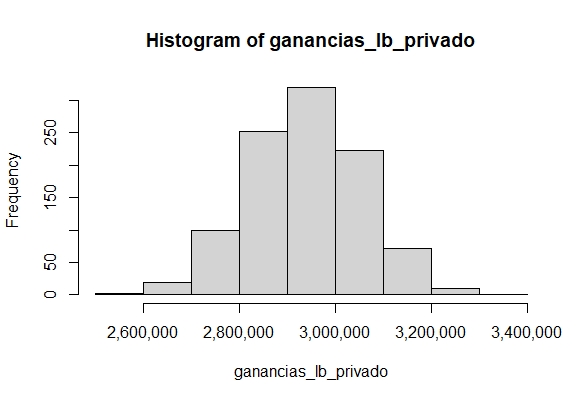 Histogram of ganancias_lb_privado
Frequency
250
150
50
0
2,600,000 2,800,000 3,000,000 3,200,000 3,400,000
ganancias_lb_privado